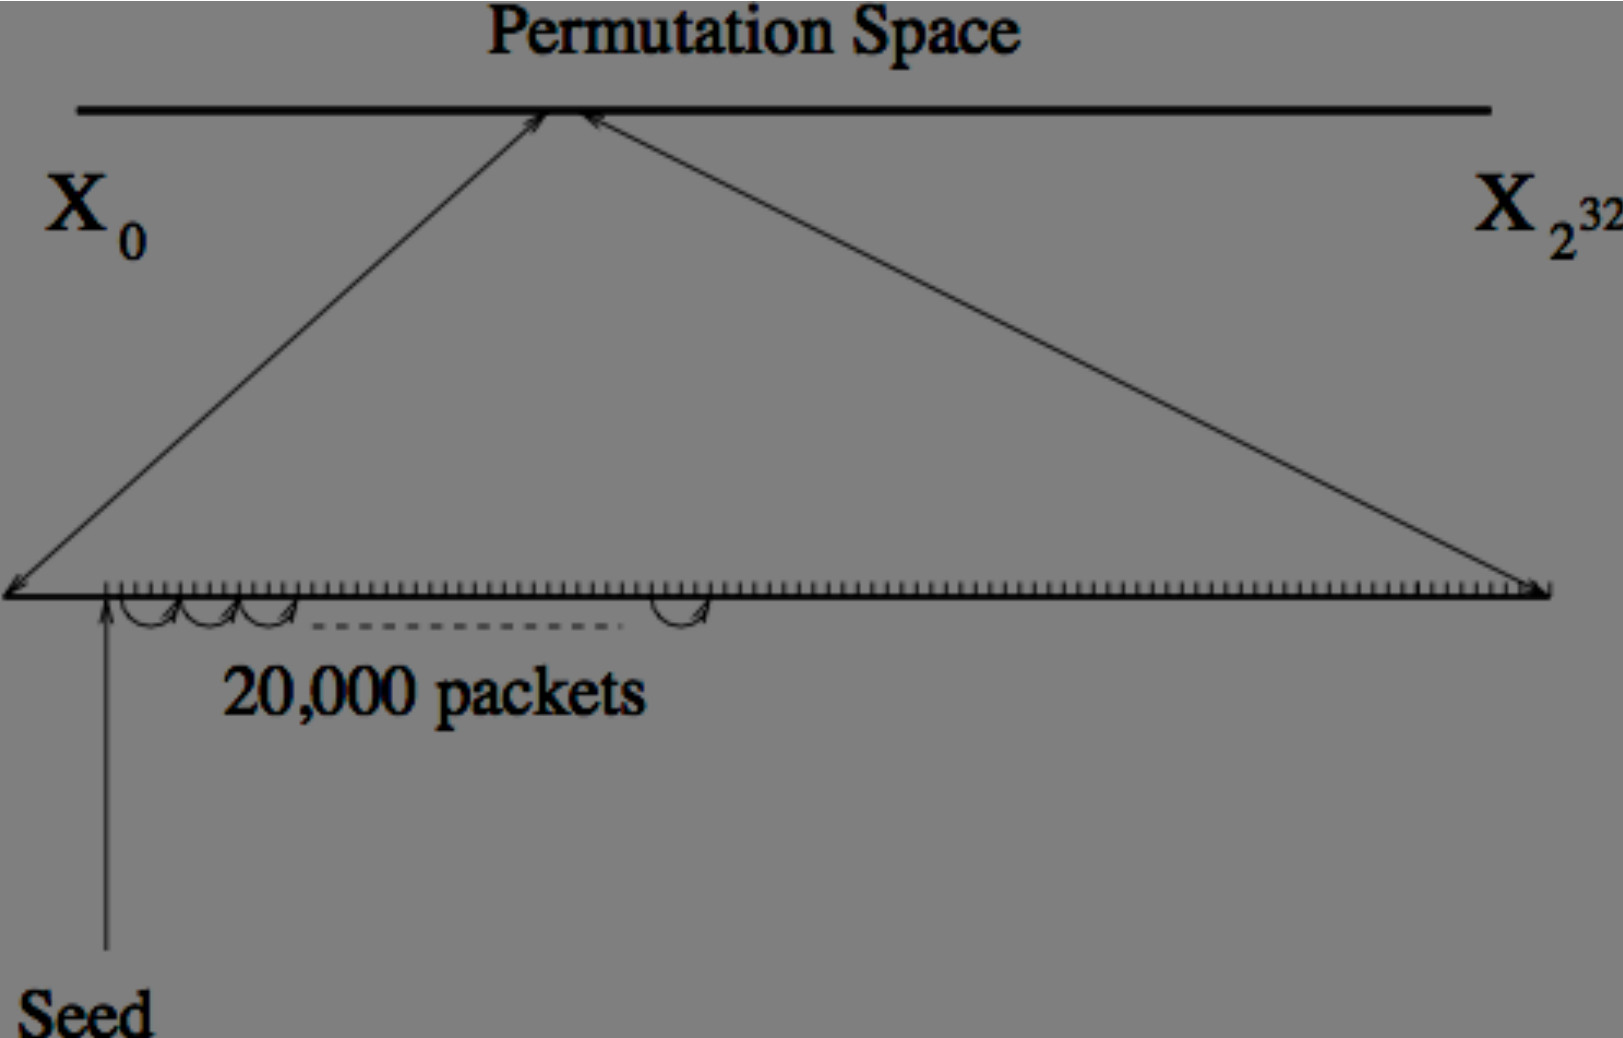 Permutation Space
X₀
X₂³²
20,000 packets
Seed